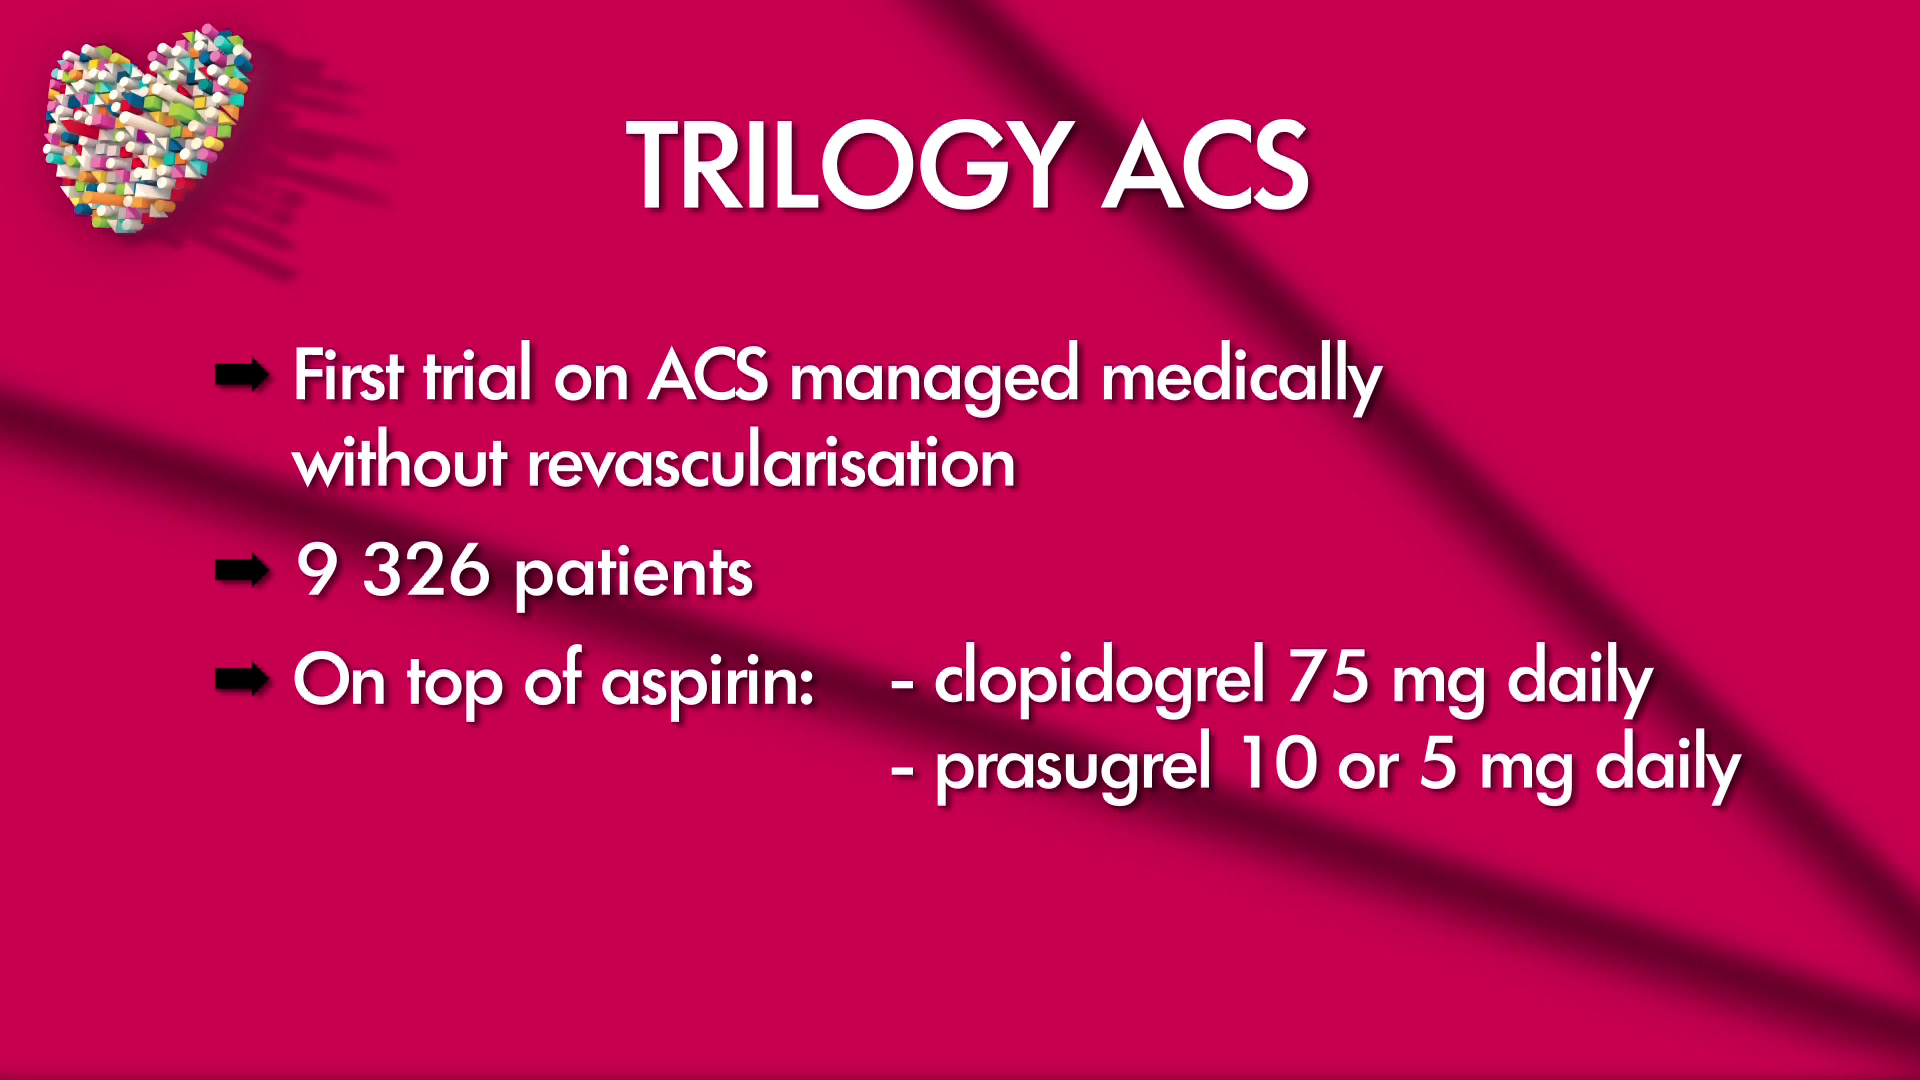 TRILOGY ACS
First trial on ACS managed medically
without revascularisation
9 326 patients
On top of aspirin: - clopidogrel 75 mg daily
- prasugrel 10 or 5 mg daily